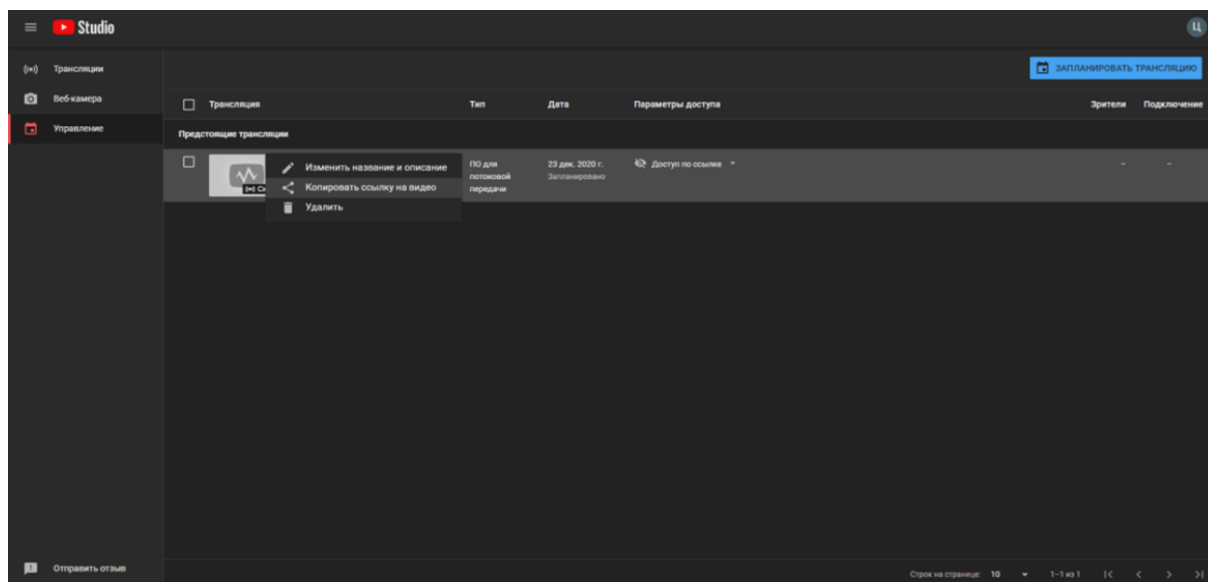 Studio
Ц
Трансляции
ЗАПЛАНИРОВАТЬ ТРАНСЛЯЦИЮ
Веб-камера
Трансляция Тип Дата Параметры доступа Зрители Подключение
Управление
Предстоящие трансляции
Изменить название и описание
Копировать ссылку на видео
Удалить
ПО для
потоковой
передачи
23 дек. 2020 г.
Запланировано
Доступ по ссылке
– –
Отправить отзыв
Строк на странице: 10 1–1 из 1